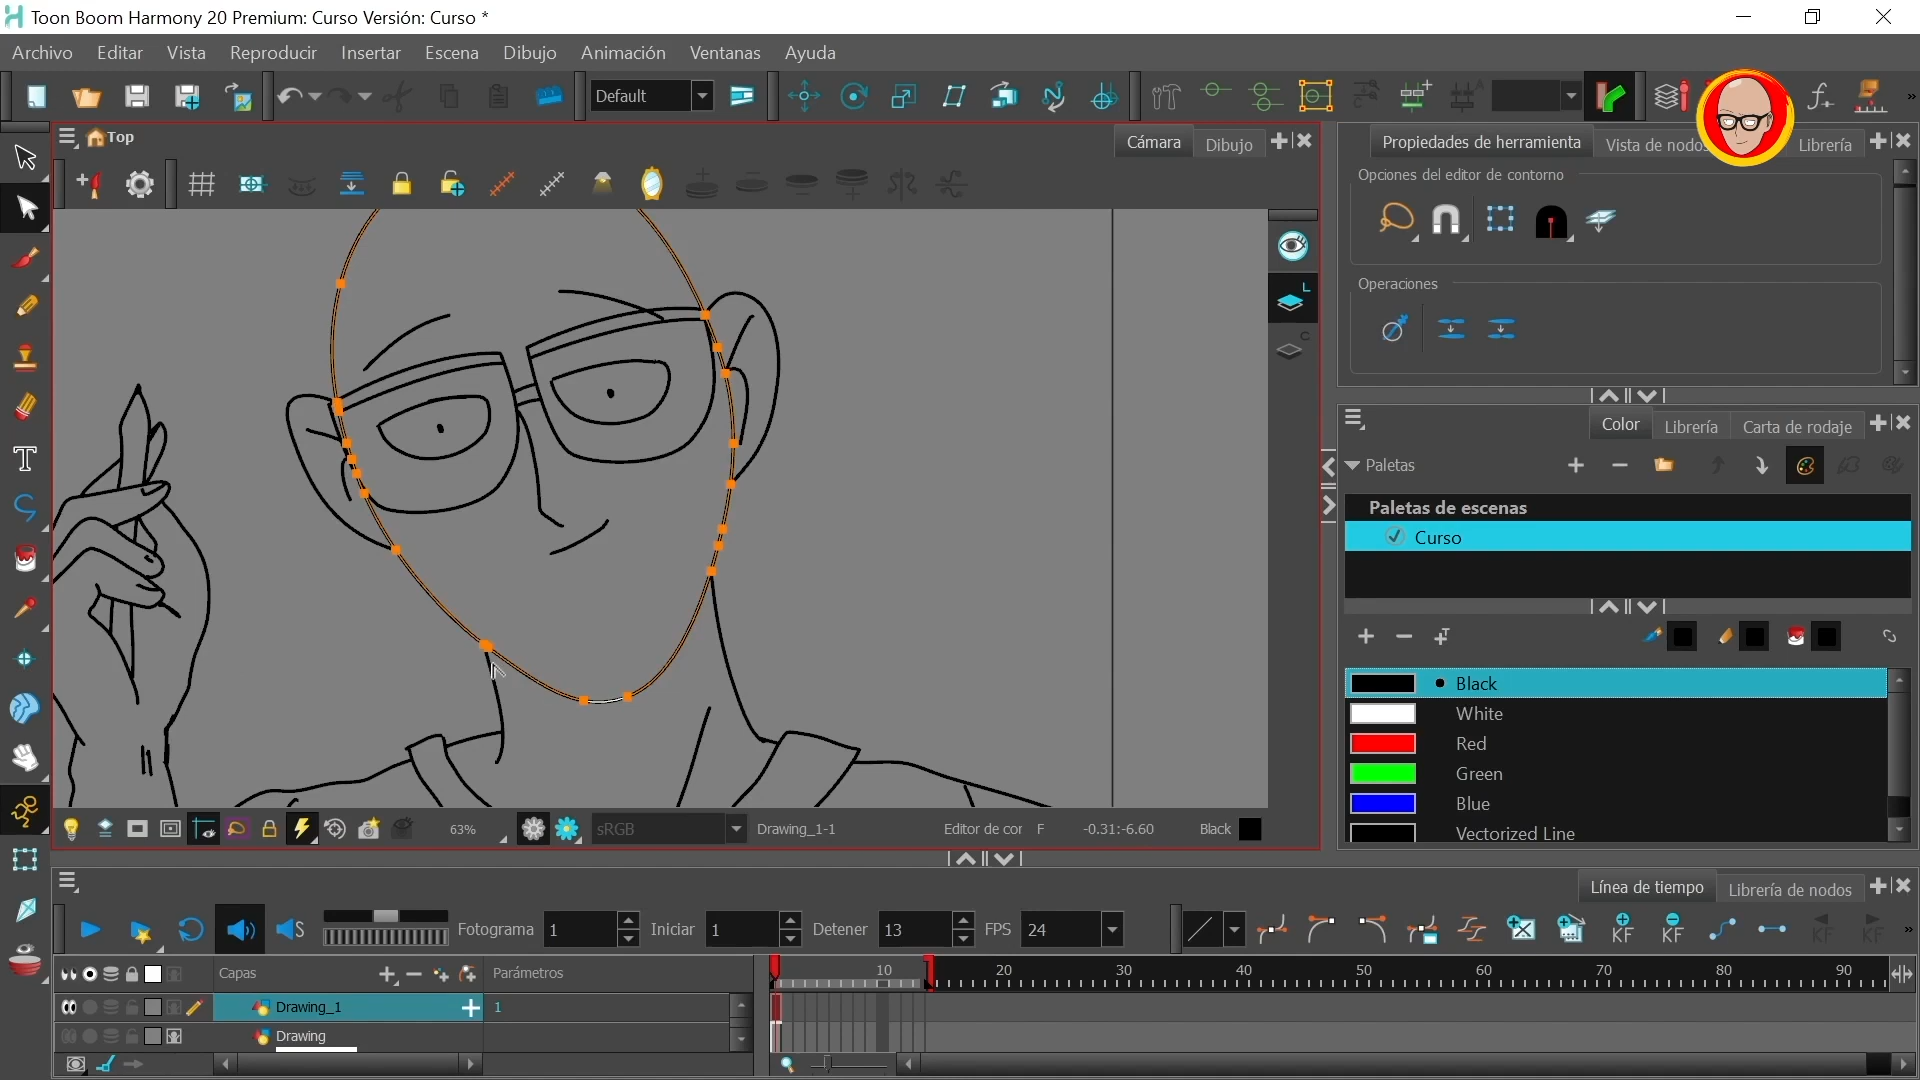 Toon Boom Harmony 20 Premium: Curso Versión: Curso *
Archivo Editar Vista Reproducir Insertar Escena Dibujo Animación Ventanas Ayuda
Default
Top
Cámara Dibujo
Propiedades de herramienta Vista de nodos Librería
Opciones del editor de contorno
Operaciones
L
C
Color Librería Carta de rodaje
Paletas
Paletas de escenas
Curso
Black
White
Red
Green
Blue
Vectorized Line
63% sRGB Drawing_1-1 Editor de cor F -0.31:-6.60 Black
Línea de tiempo Librería de nodos
Fotograma 1 Iniciar 1 Detener 13 FPS 24
KF KF KF KF
Capas Parámetros
10 20 30 40 50 60 70 80 90
Drawing_1 1
Drawing